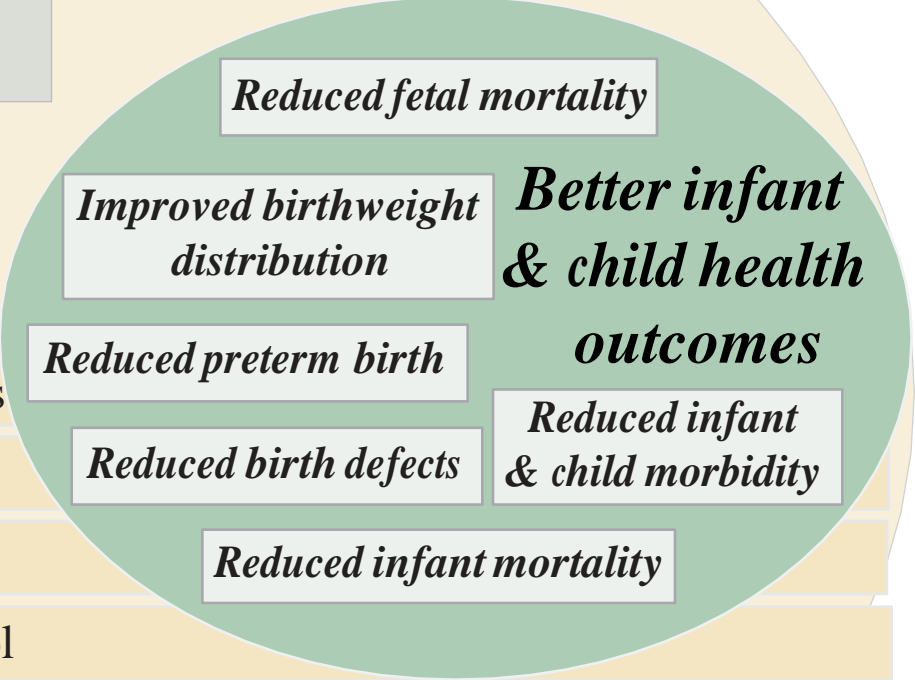 Reduced fetal mortality
Improved birthweight
distribution
Better infant
& child health
outcomes
Reduced preterm birth
Reduced infant
& child morbidity
Reduced birth defects
Reduced infant mortality